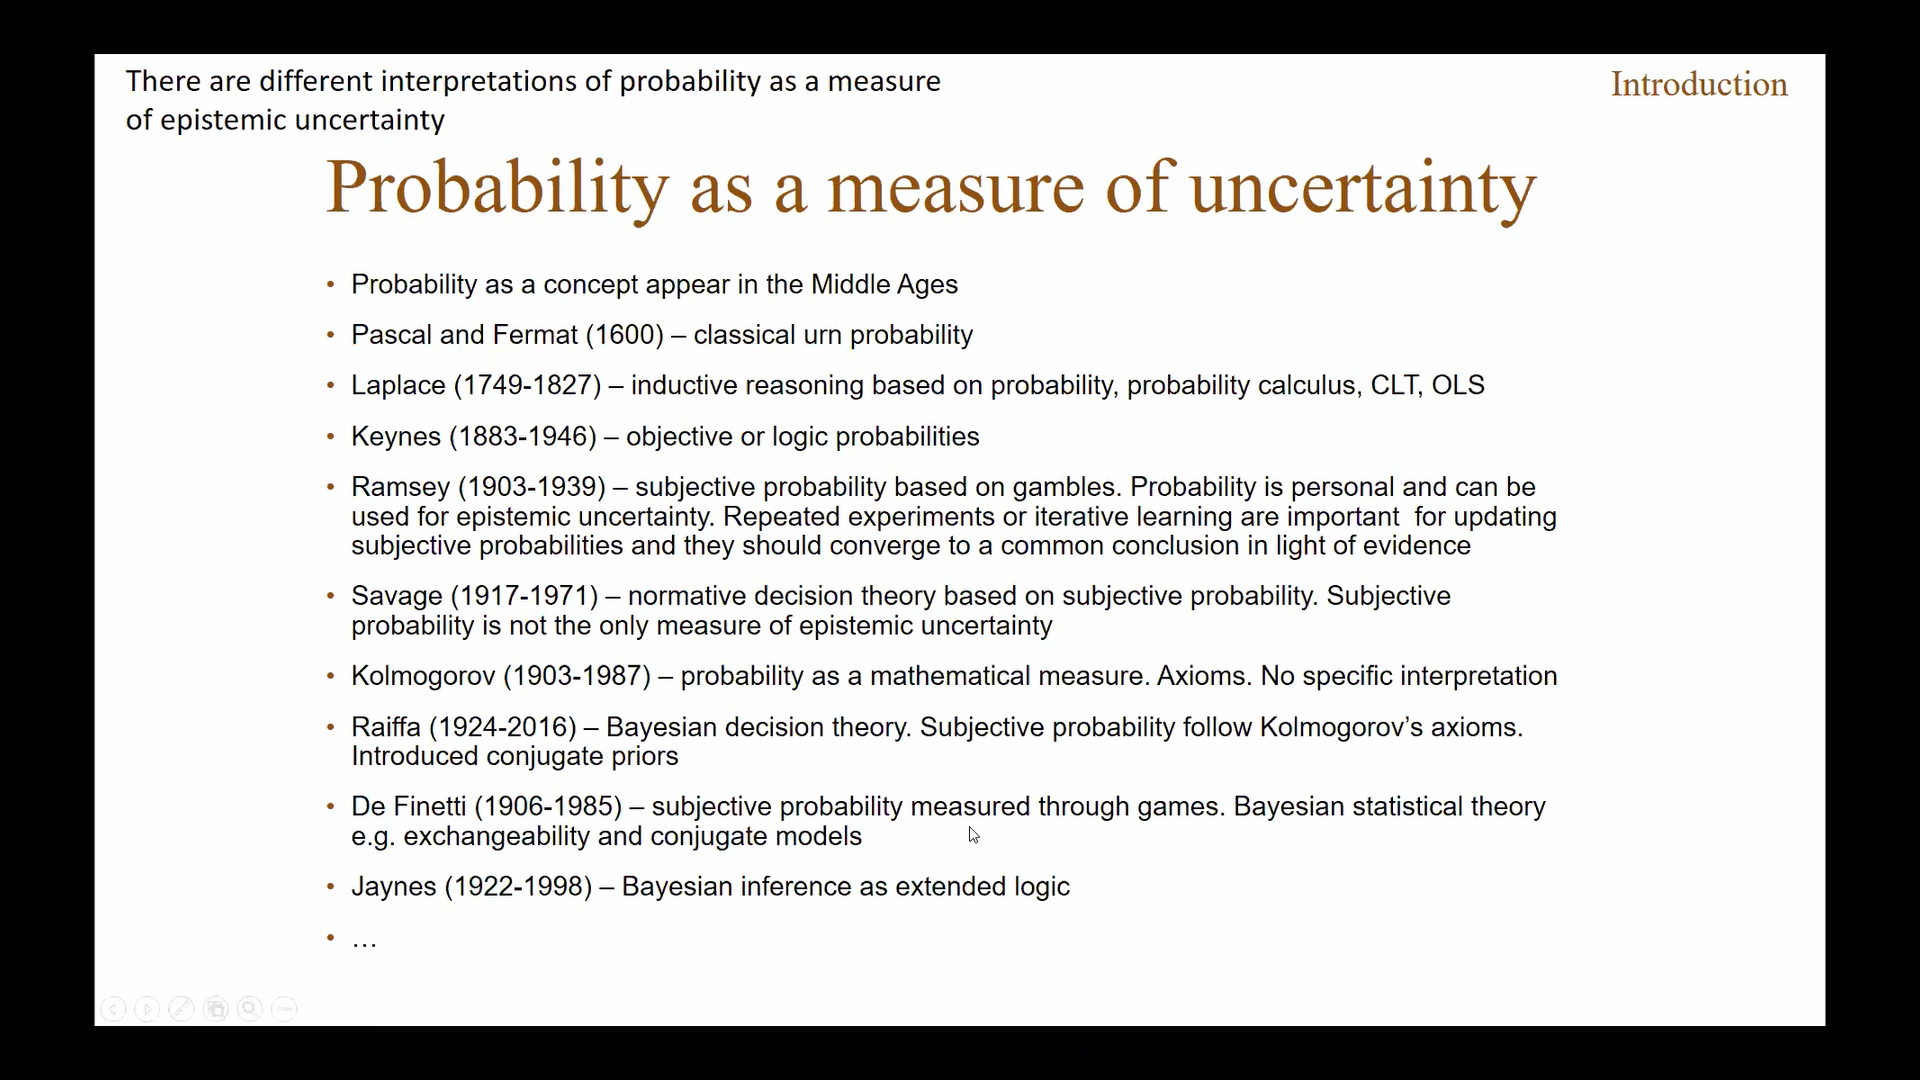 There are different interpretations of probability as a measure
of epistemic uncertainty
Introduction
Probability as a measure of uncertainty
• Probability as a concept appear in the Middle Ages
• Pascal and Fermat (1600) – classical urn probability
• Laplace (1749-1827) – inductive reasoning based on probability, probability calculus, CLT, OLS
• Keynes (1883-1946) – objective or logic probabilities
• Ramsey (1903-1939) – subjective probability based on gambles. Probability is personal and can be
used for epistemic uncertainty. Repeated experiments or iterative learning are important  for updating
subjective probabilities and they should converge to a common conclusion in light of evidence
• Savage (1917-1971) – normative decision theory based on subjective probability. Subjective
probability is not the only measure of epistemic uncertainty
• Kolmogorov (1903-1987) – probability as a mathematical measure. Axioms. No specific interpretation
• Raiffa (1924-2016) – Bayesian decision theory. Subjective probability follow Kolmogorov’s axioms.
Introduced conjugate priors
• De Finetti (1906-1985) – subjective probability measured through games. Bayesian statistical theory
e.g. exchangeability and conjugate models
• Jaynes (1922-1998) – Bayesian inference as extended logic
• …